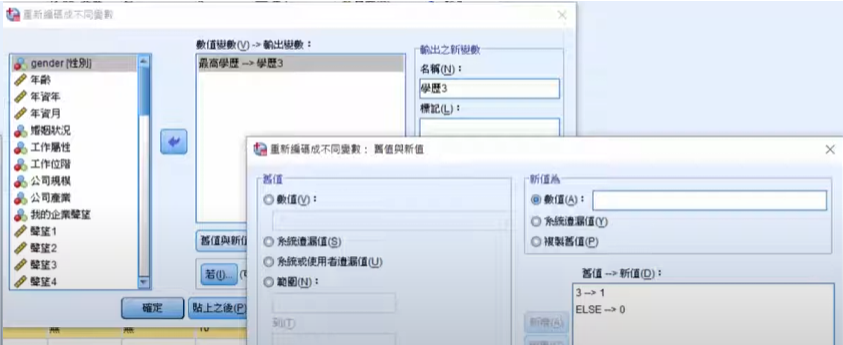 重新編碼成不同變數
數值變數(V) -> 輸出變數：
輸出之新變數
gender [性別]
年齡
年資年
年資月
婚姻狀況
工作屬性
工作位階
公司規模
公司產業
我的企業聲望
聲望1
聲望2
聲望3
聲望4
最高學歷 --> 學歷3
名稱(N)：
學歷3
標記(L)：
舊值與新值
若(I)...
確定
貼上之後(P)
重新編碼成不同變數： 舊值與新值
舊值
數值(V)：
系統遺漏值(S)
系統或使用者遺漏值(U)
範圍(N)：
到(T)
新值為
數值(A)：
系統遺漏值(Y)
複製舊值(P)
舊值 --> 新值(D)：
3 --> 1
ELSE --> 0
新增(A)
無
無
10